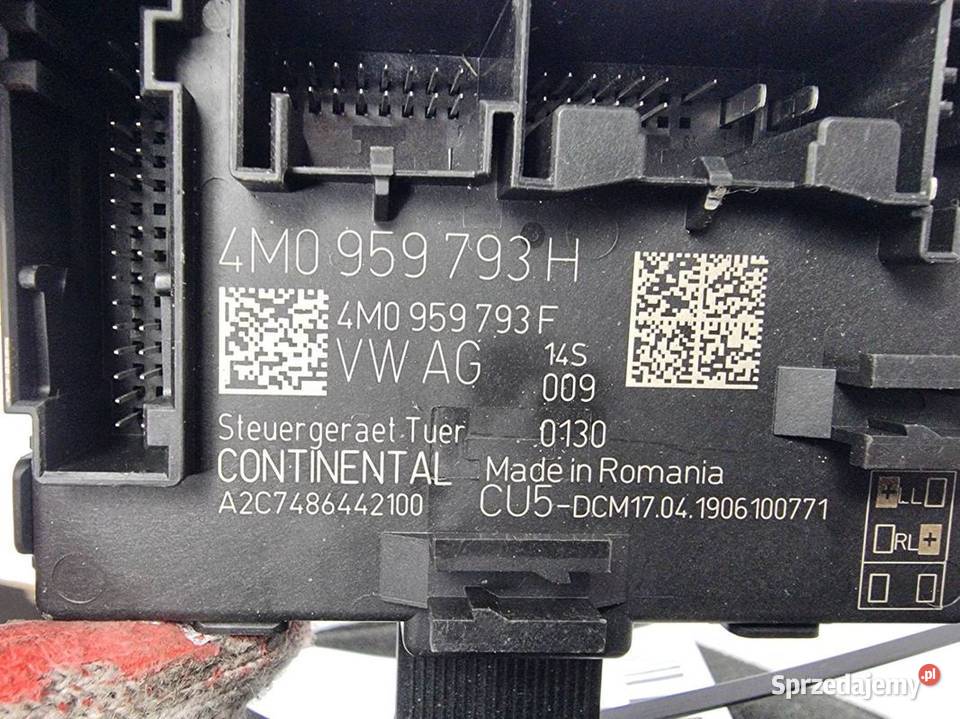 4M0 959 793 H
4M0 959 793 F
VW AG
14S
009
Steuergeraet Tuer
0130
CONTINENTAL
Made in Romania
A2C7486442100
CU5-DCM17.04.1906100771
+LL
RL+
Sprzedajemy.pl